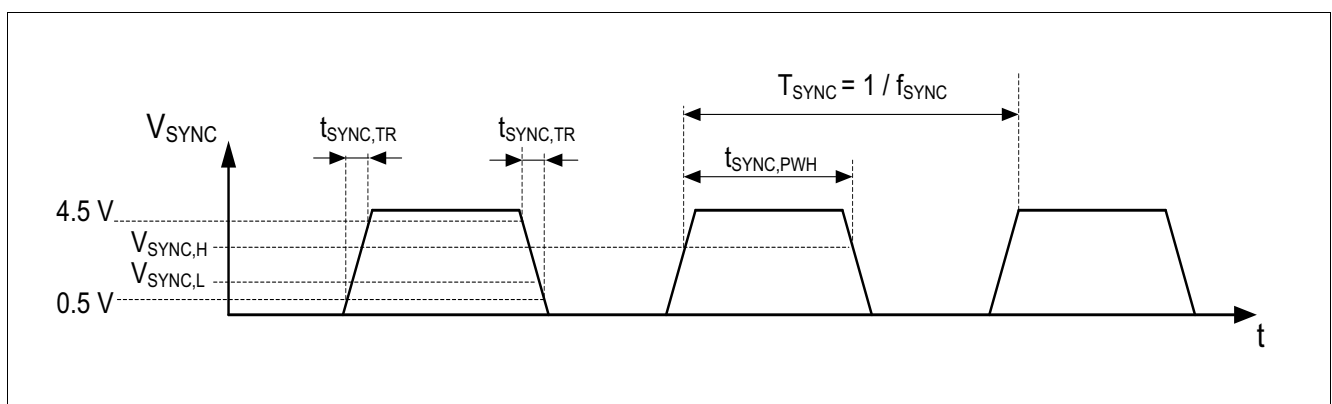 T_SYNC = 1 / f_SYNC
V_SYNC
t_SYNC,TR
t_SYNC,TR
t_SYNC,PWH
4.5 V
V_SYNC,H
V_SYNC,L
0.5 V
t